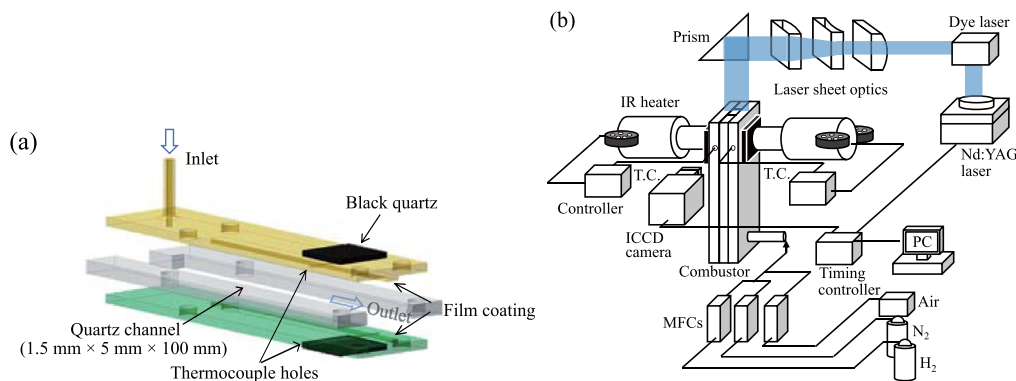 (a)
Inlet
Black quartz
Outlet
Film coating
Quartz channel
(1.5 mm × 5 mm × 100 mm)
Thermocouple holes
(b)
Prism
Dye laser
Laser sheet optics
IR heater
Nd:YAG
laser
T.C.
T.C.
Controller
ICCD
camera
PC
Combustor
Timing
controller
Air
MFCs
N2
H2